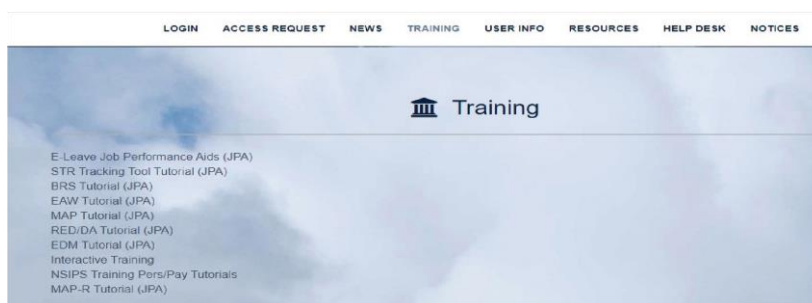 LOGIN ACCESS REQUEST NEWS TRAINING USER INFO RESOURCES HELP DESK NOTICES
Training
E-Leave Job Performance Aids (JPA)
STR Tracking Tool Tutorial (JPA)
BRS Tutorial (JPA)
EAW Tutorial (JPA)
MAP Tutorial (JPA)
RED/DA Tutorial (JPA)
EDM Tutorial (JPA)
Interactive Training
NSIPS Training Pers/Pay Tutorials
MAP-R Tutorial (JPA)